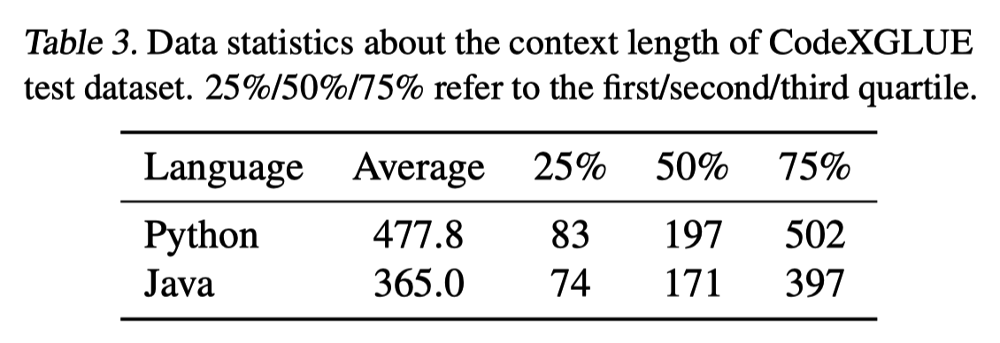 Table 3. Data statistics about the context length of CodeXGLUE
test dataset. 25%/50%/75% refer to the first/second/third quartile.
Language Average 25% 50% 75%
Python 477.8 83 197 502
Java 365.0 74 171 397